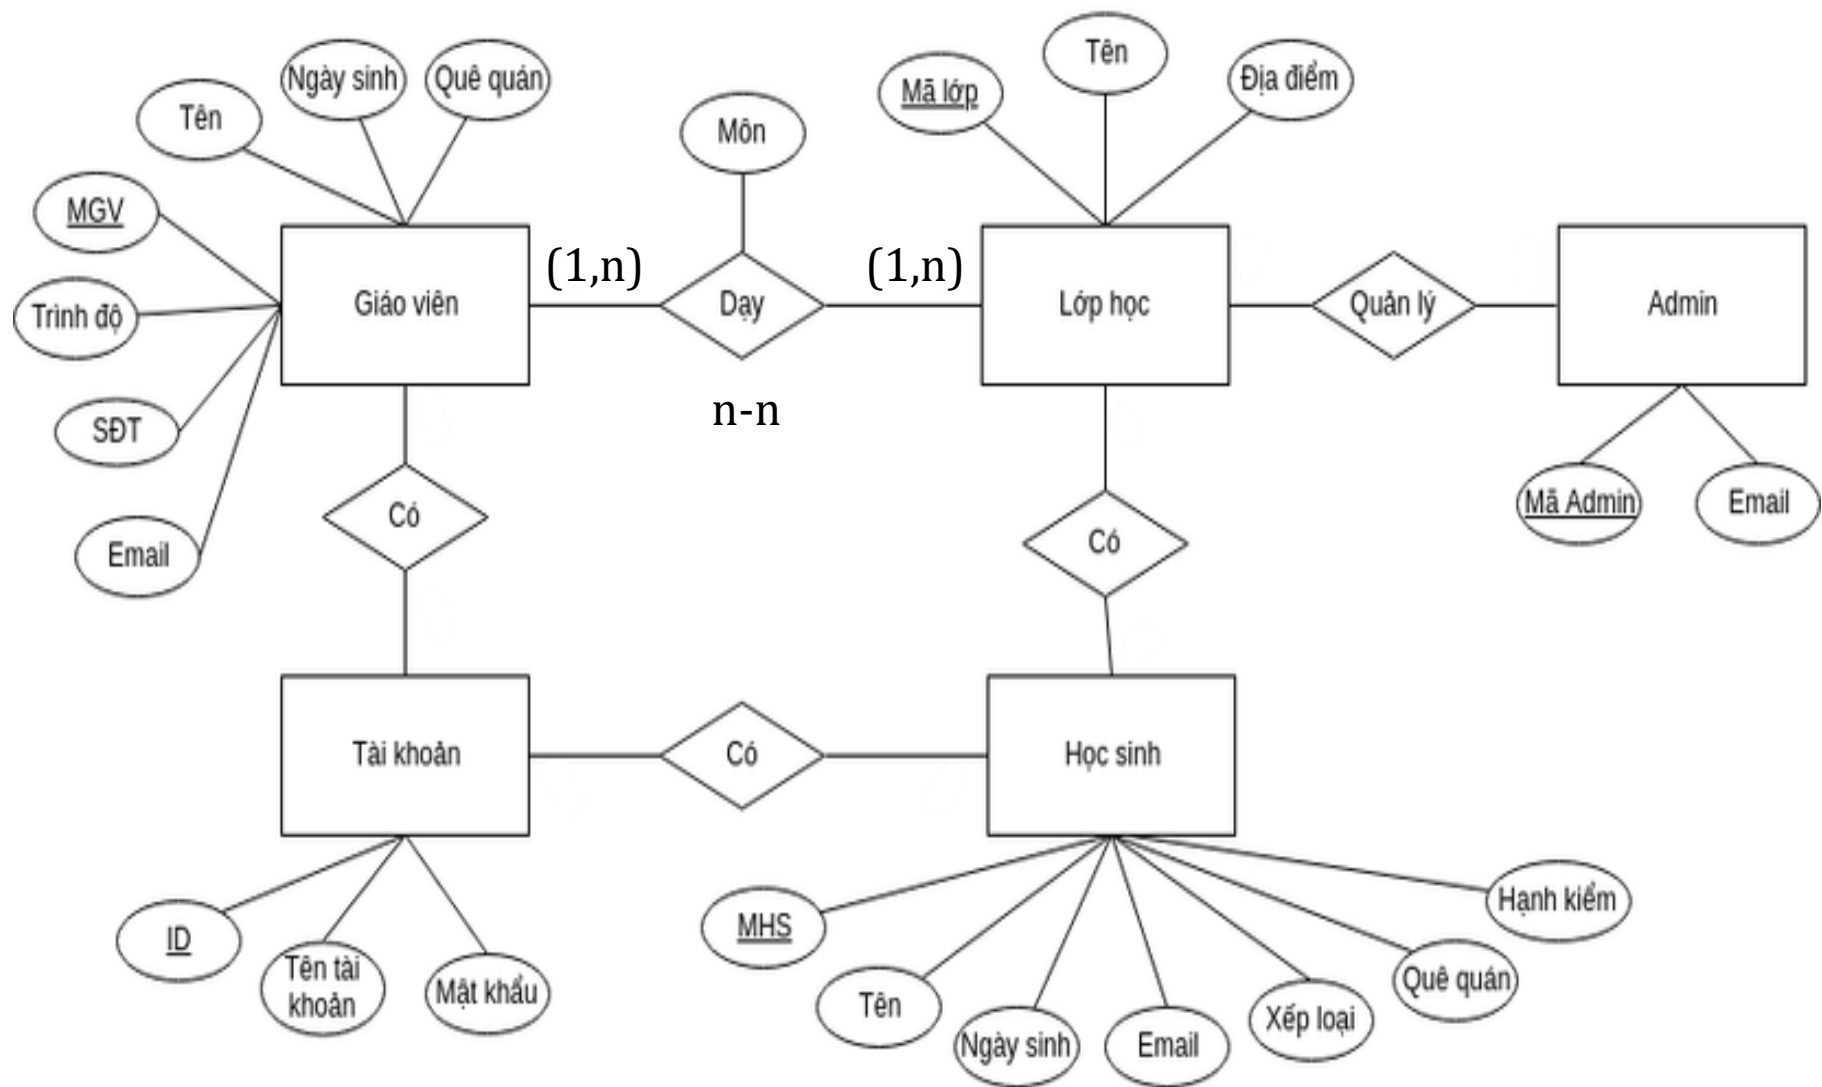 Tên
Ngày sinh
Quê quán
MGV
Trình độ
SĐT
Email
Giáo viên
(1,n)
Môn
Dạy
n-n
(1,n)
Mã lớp
Tên
Địa điểm
Lớp học
Quản lý
Admin
Mã Admin
Email
Có
Có
Tài khoản
Có
Học sinh
ID
Tên tài
khoản
Mật khẩu
MHS
Tên
Ngày sinh
Email
Xếp loại
Quê quán
Hạnh kiểm